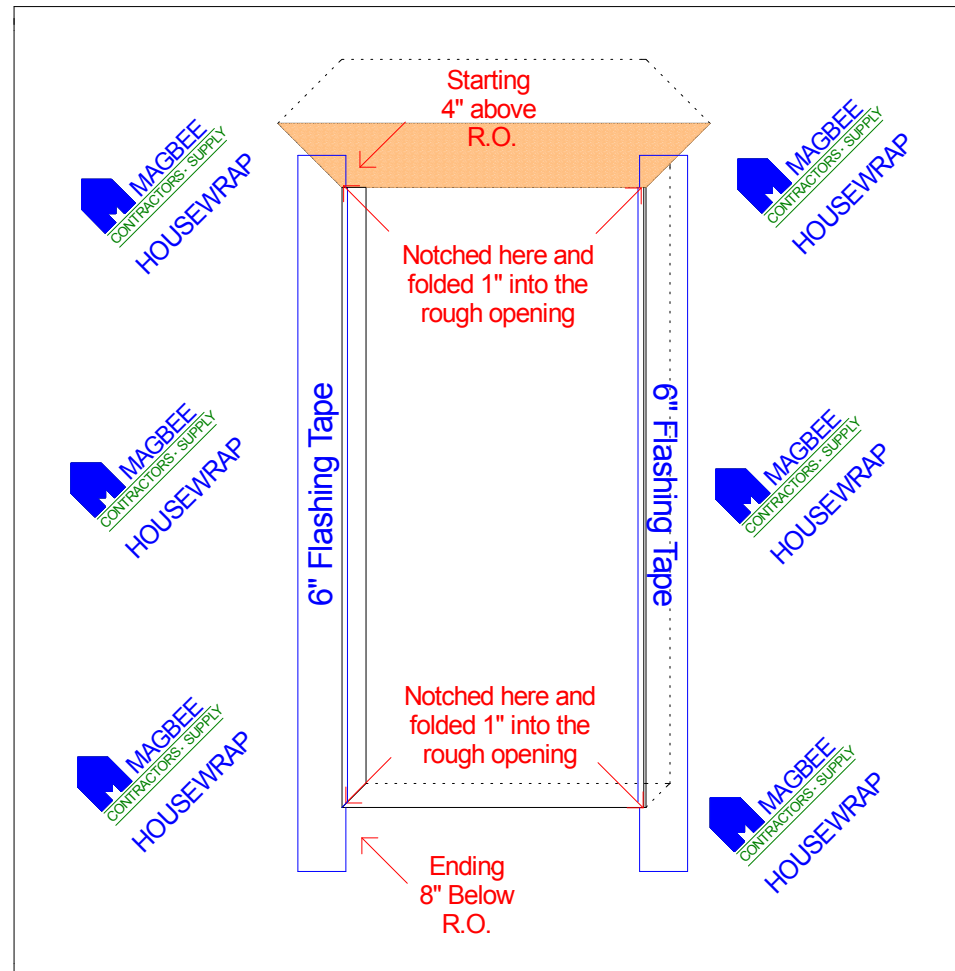 Starting
4" above
R.O.
MAGBEE
CONTRACTORS · SUPPLY
HOUSEWRAP
MAGBEE
CONTRACTORS · SUPPLY
HOUSEWRAP
Notched here and
folded 1" into the
rough opening
6" Flashing Tape
6" Flashing Tape
MAGBEE
CONTRACTORS · SUPPLY
HOUSEWRAP
MAGBEE
CONTRACTORS · SUPPLY
HOUSEWRAP
Notched here and
folded 1" into the
rough opening
MAGBEE
CONTRACTORS · SUPPLY
HOUSEWRAP
MAGBEE
CONTRACTORS · SUPPLY
HOUSEWRAP
Ending
8" Below
R.O.